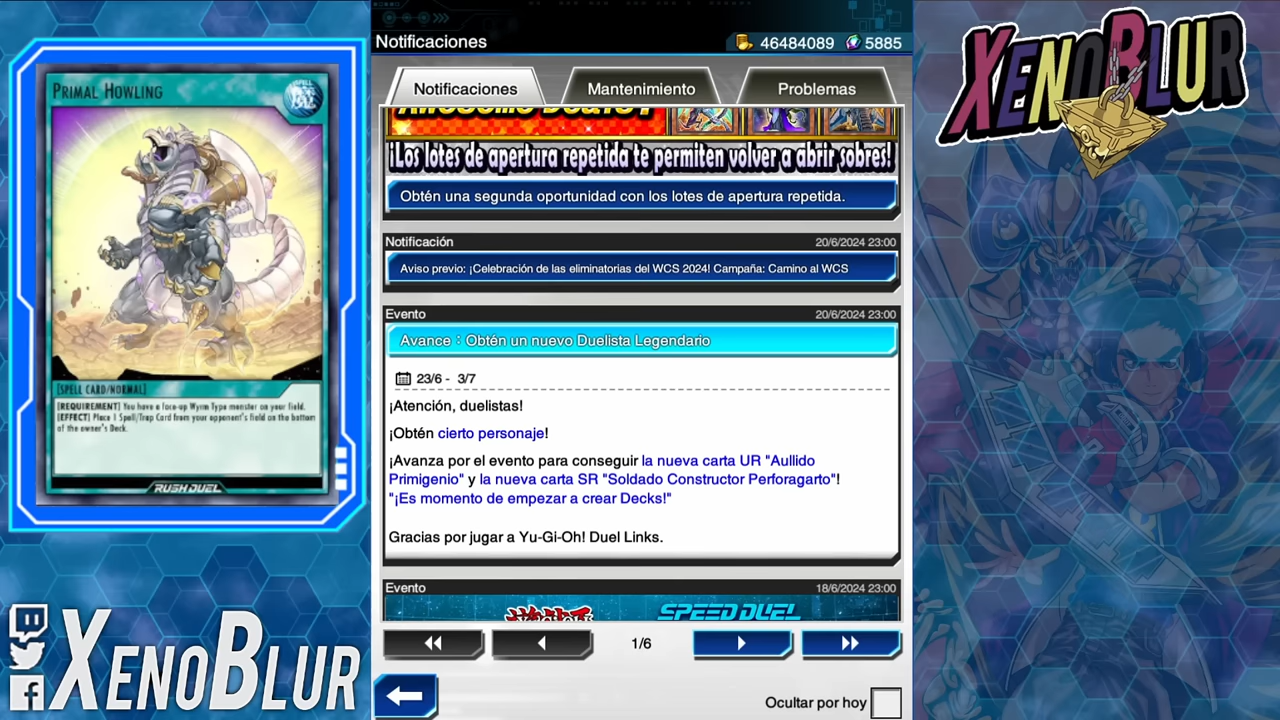 PRIMAL HOWLING
SPELL
[SPELL CARD/NORMAL]
[REQUIREMENT] You have a face-up Wyrm Type monster on your field.
[EFFECT] Place 1 Spell/Trap Card from your opponent's field on the bottom
of the owner's Deck.
RUSH DUEL
XENOBLUR
Notificaciones
46484089
5885
Notificaciones
Mantenimiento
Problemas
¡Los lotes de apertura repetida te permiten volver a abrir sobres!
Obtén una segunda oportunidad con los lotes de apertura repetida.
Notificación
20/6/2024 23:00
Aviso previo: ¡Celebración de las eliminatorias del WCS 2024! Campaña: Camino al WCS
Evento
20/6/2024 23:00
Avance : Obtén un nuevo Duelista Legendario
23/6 - 3/7
¡Atención, duelistas!
¡Obtén cierto personaje!
¡Avanza por el evento para conseguir la nueva carta UR "Aullido
Primigenio" y la nueva carta SR "Soldado Constructor Perforagarto"!
"¡Es momento de empezar a crear Decks!"
Gracias por jugar a Yu-Gi-Oh! Duel Links.
Evento
18/6/2024 23:00
SPEED DUEL
1/6
Ocultar por hoy
XENOBLUR